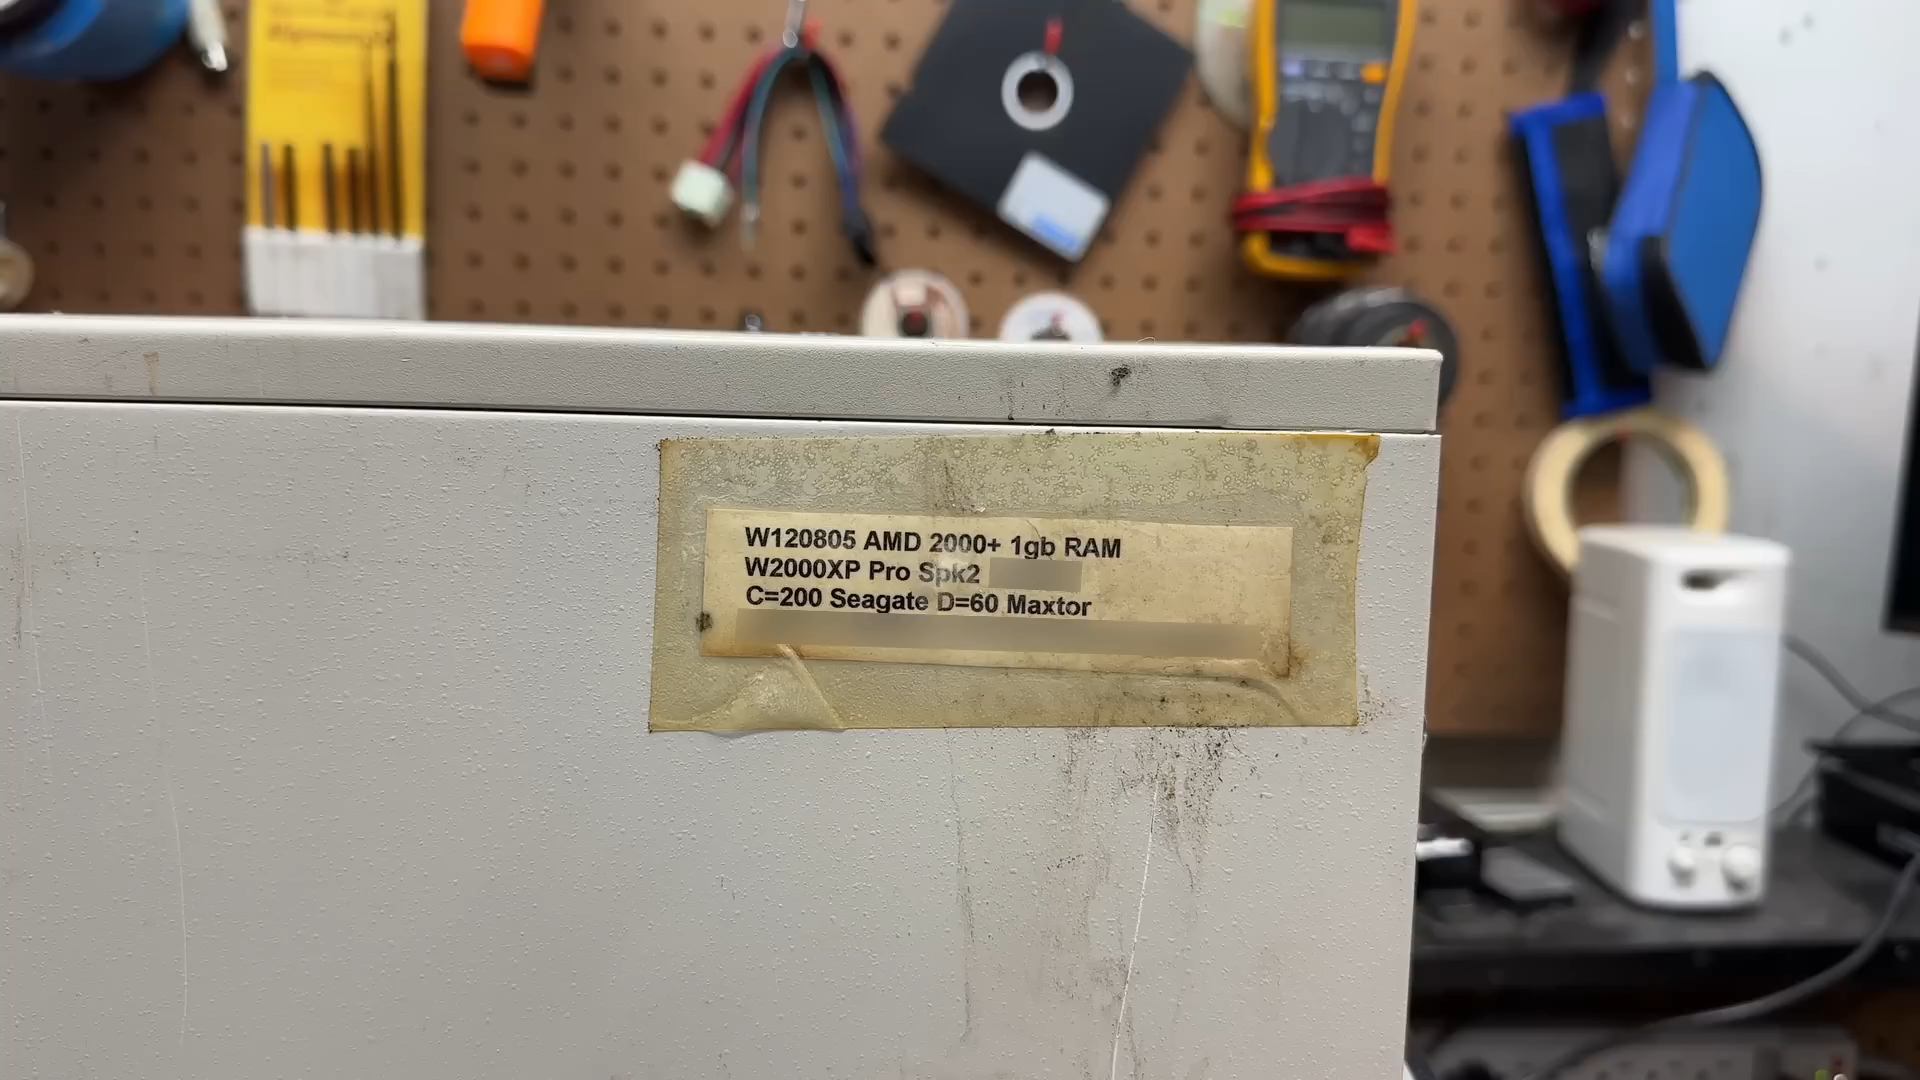 W120805 AMD 2000+ 1gb RAM
W2000XP Pro Spk2
C=200 Seagate D=60 Maxtor